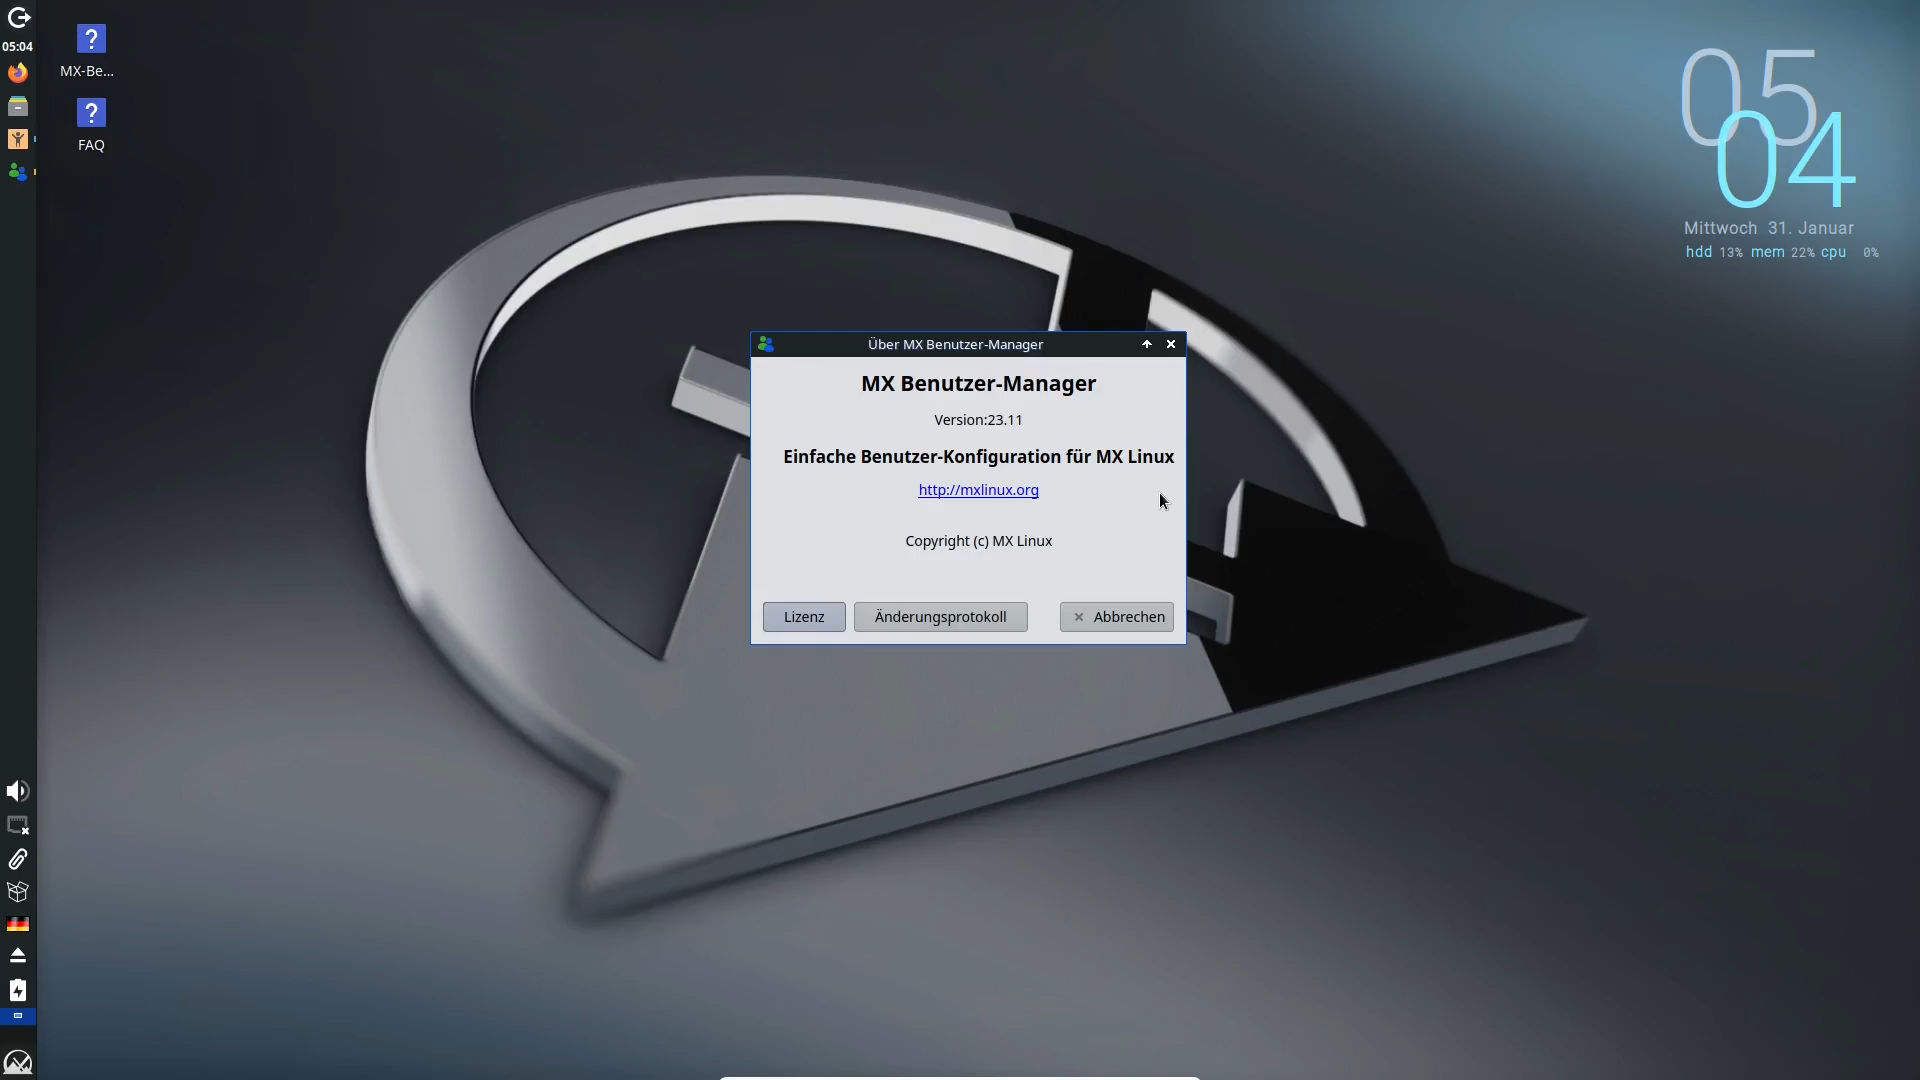 05:04
MX-Be...
FAQ
05
04
Mittwoch 31. Januar
hdd 13% mem 22% cpu 0%
Über MX Benutzer-Manager
MX Benutzer-Manager
Version:23.11
Einfache Benutzer-Konfiguration für MX Linux
http://mxlinux.org
Copyright (c) MX Linux
Lizenz
Änderungsprotokoll
Abbrechen